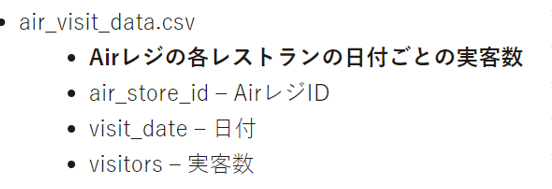 air_visit_data.csv
Airレジの各レストランの日付ごとの実客数
air_store_id – AirレジID
visit_date – 日付
visitors – 実客数